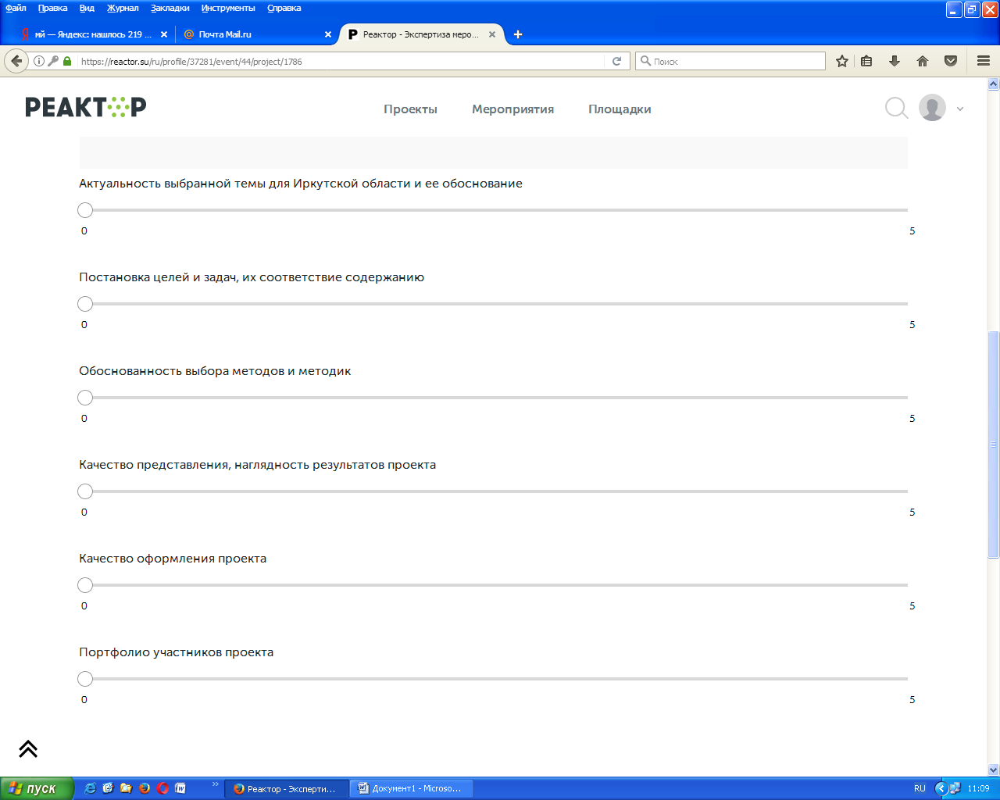 Файл Правка Вид Журнал Закладки Инструменты Справка
мй — Яндекс: нашлось 219 ... Почта Mail.ru Реактор - Экспертиза меро...
https://reactor.su/ru/profile/37281/event/44/project/1786 Поиск
РЕАКТОР Проекты Мероприятия Площадки
Актуальность выбранной темы для Иркутской области и ее обоснование
0 5
Постановка целей и задач, их соответствие содержанию
0 5
Обоснованность выбора методов и методик
0 5
Качество представления, наглядность результатов проекта
0 5
Качество оформления проекта
0 5
Портфолио участников проекта
0 5
пуск Реактор - Эксперти... Документ1 - Microso... RU 11:09